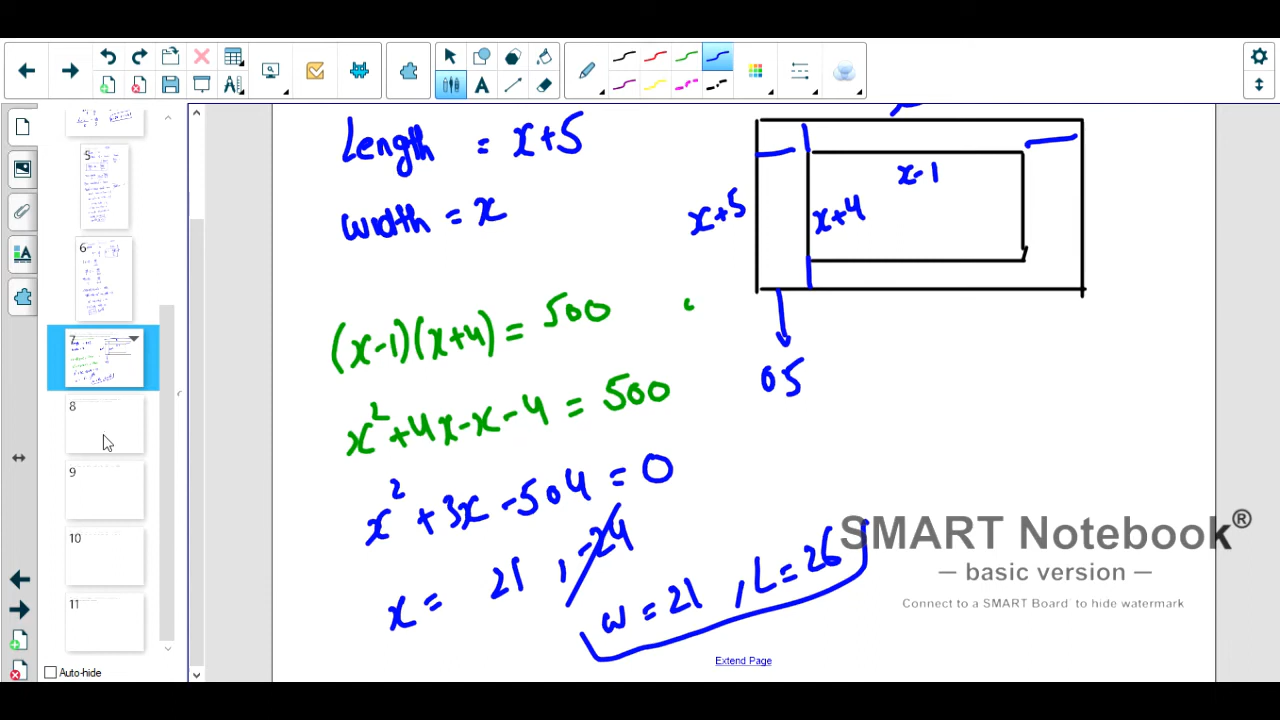 5
6
7
8
9
10
11
Auto-hide
Length = x+5
width = x
(x-1)(x+4) = 500
x²+4x-x-4 = 500
x²+3x-504 = 0
x = 21 , -24
w = 21 , L = 26
x-1
x+5
x+4
05
SMART Notebook®
— basic version —
Connect to a SMART Board to hide watermark
Extend Page